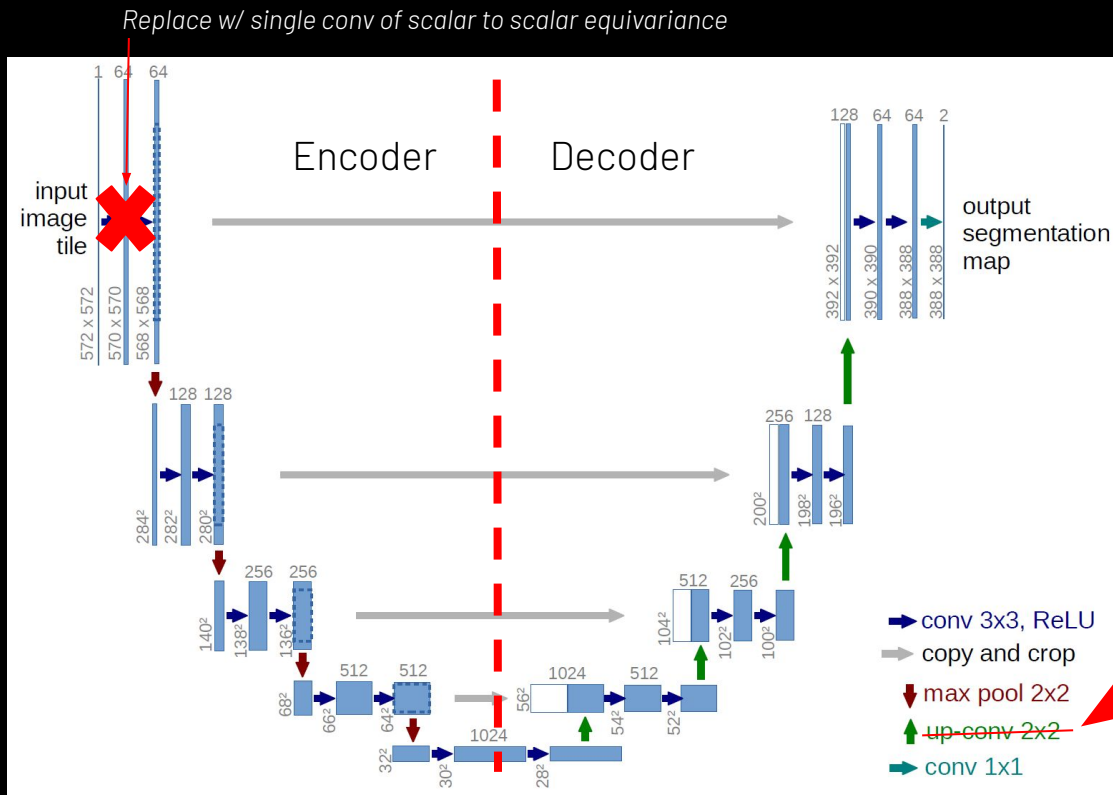 Replace w/ single conv of scalar to scalar equivariance
1 64 64
128 64 64 2
Encoder Decoder
input
image
tile
output
segmentation
map
572 x 572
570 x 570
568 x 568
392 x 392
390 x 390
388 x 388
388 x 388
128 128
256 128
284²
282²
280²
200²
198²
196²
256 256
512 256
140²
138²
136²
104²
102²
100²
512 512
1024 512
68²
66²
64²
56²
54²
52²
1024
32²
30²
28²
conv 3x3, ReLU
copy and crop
max pool 2x2
up-conv 2x2
conv 1x1